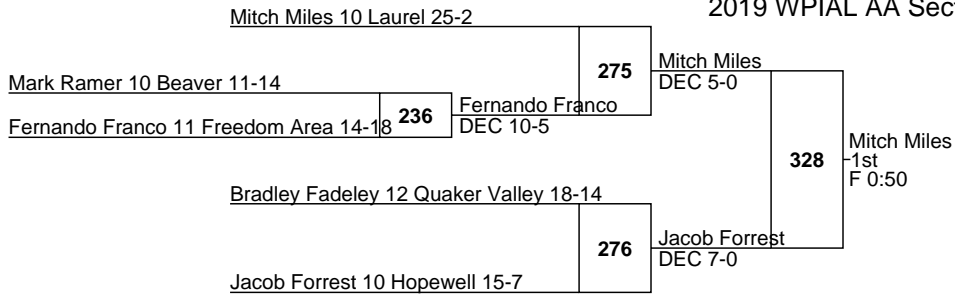 2019 WPIAL AA Sect
Mitch Miles 10 Laurel 25-2
275
Mitch Miles
DEC 5-0
Mark Ramer 10 Beaver 11-14
236
Fernando Franco
DEC 10-5
Fernando Franco 11 Freedom Area 14-18
328
Mitch Miles
1st
F 0:50
Bradley Fadeley 12 Quaker Valley 18-14
276
Jacob Forrest
DEC 7-0
Jacob Forrest 10 Hopewell 15-7